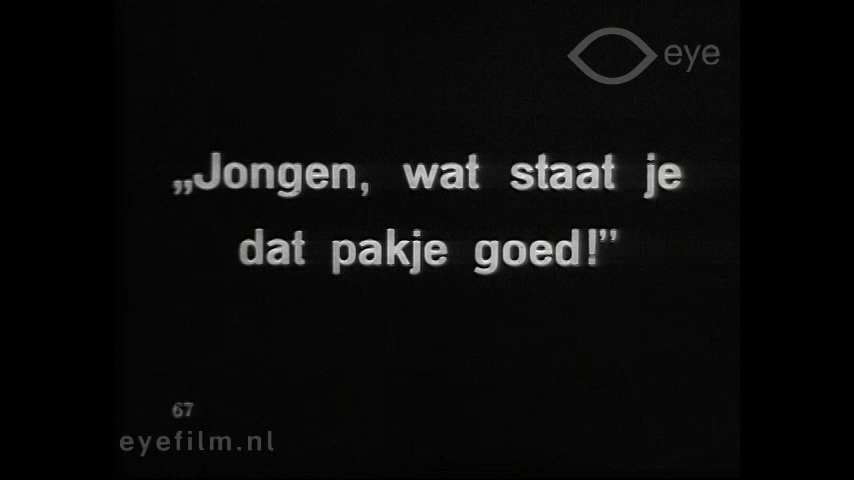 eye
„Jongen, wat staat je
dat pakje goed!”
67
eyefilm.nl